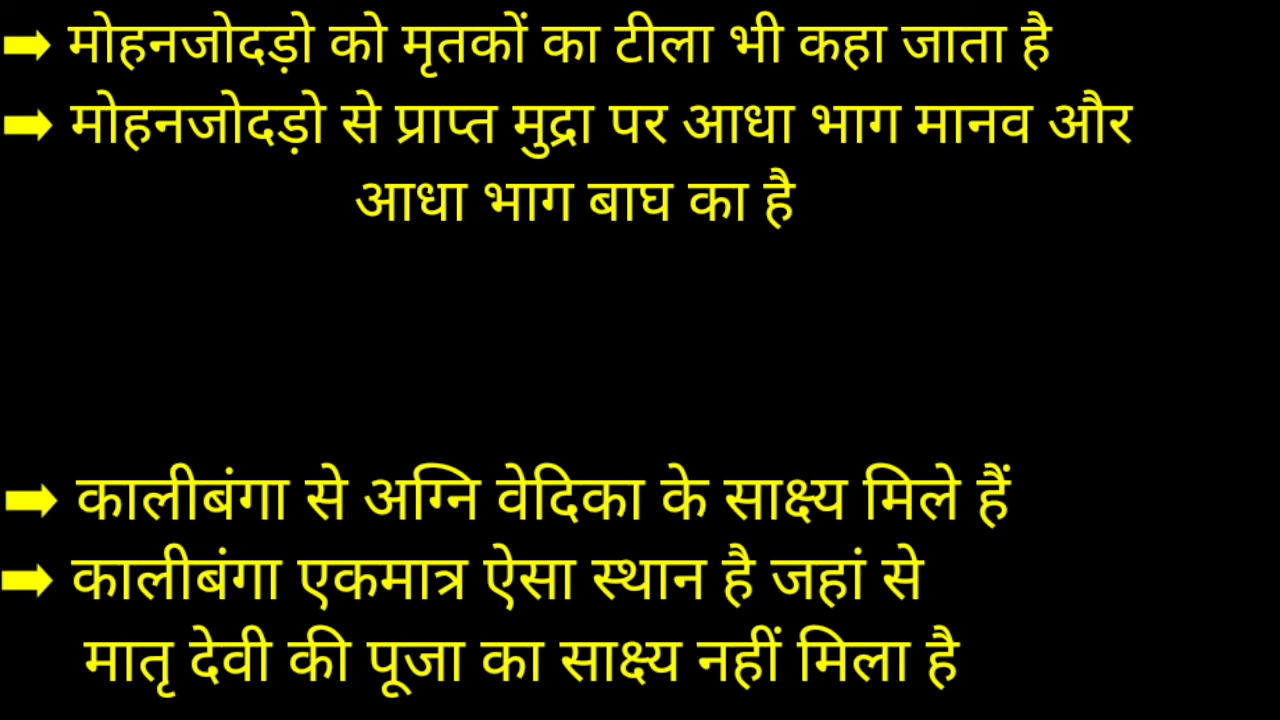 ➡ मोहनजोदड़ो को मृतकों का टीला भी कहा जाता है
➡ मोहनजोदड़ो से प्राप्त मुद्रा पर आधा भाग मानव और
आधा भाग बाघ का है
➡ कालीबंगा से अग्नि वेदिका के साक्ष्य मिले हैं
➡ कालीबंगा एकमात्र ऐसा स्थान है जहां से
मातृ देवी की पूजा का साक्ष्य नहीं मिला है